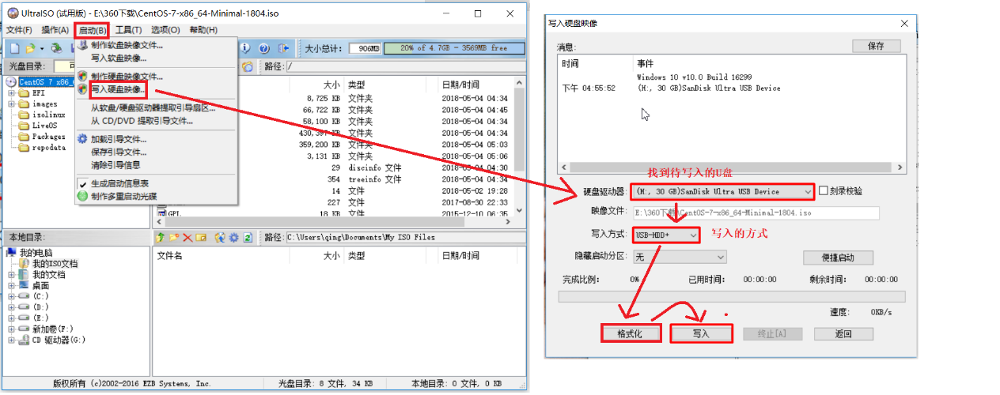 UltraISO (试用版) - E:\360下载\CentOS-7-x86_64-Minimal-1804.iso
文件(F) 操作(A) 启动(B) 工具(T) 选项(O) 帮助(H)
大小总计: 906MB 20% of 4.7GB - 3569MB free
光盘目录: 可
路径: /
制作软盘映像文件...
写入软盘映像...
制作硬盘映像文件...
写入硬盘映像...
从软盘/硬盘驱动器提取引导扇区...
从 CD/DVD 提取引导文件...
加载引导文件...
保存引导文件...
清除引导信息
生成启动信息表
制作多重启动光碟
CentOS 7 x86_6
EFI
images
isolinux
LiveOS
Packages
repodata
大小 类型 日期/时间
8,725 KB 文件夹 2018-05-04 04:34
66,722 KB 文件夹 2018-05-04 04:45
58,100 KB 文件夹 2018-05-04 04:34
430,397 KB 文件夹 2018-05-04 04:34
359,200 KB 文件夹 2018-05-04 05:03
3,131 KB 文件夹 2018-05-04 05:06
29 discinfo 文件 2018-05-04 04:30
354 treeinfo 文件 2018-05-04 04:34
14 文件 2018-05-02 19:28
227 文件 2017-08-30 22:33
GPL 18 KB 文件 2015-12-10 06:35
本地目录: 路径: C:\Users\qing\Documents\My ISO Files
我的电脑
我的ISO文档
我的文档
桌面
(C:)
(D:)
(E:)
新加卷(F:)
CD 驱动器(G:)
文件名 大小 类型 日期/时间
版权所有 (c)2002-2016 EZB Systems, Inc. 光盘目录: 8 文件, 34 KB 本地目录: 0 文件, 0 KB
写入硬盘映像
消息: 保存
时间 事件
Windows 10 v10.0 Build 16299
下午 04:55:52 (H:, 30 GB)SanDisk Ultra USB Device
找到待写入的U盘
硬盘驱动器: (H:, 30 GB)SanDisk Ultra USB Device 刻录校验
映像文件: E:\360下载\CentOS-7-x86_64-Minimal-1804.iso
写入方式: USB-HDD+ 写入的方式
隐藏启动分区: 无 便捷启动
完成比例: 0% 已用时间: 00:00:00 剩余时间: 00:00:00
速度: 0KB/s
格式化 写入 终止[A] 返回